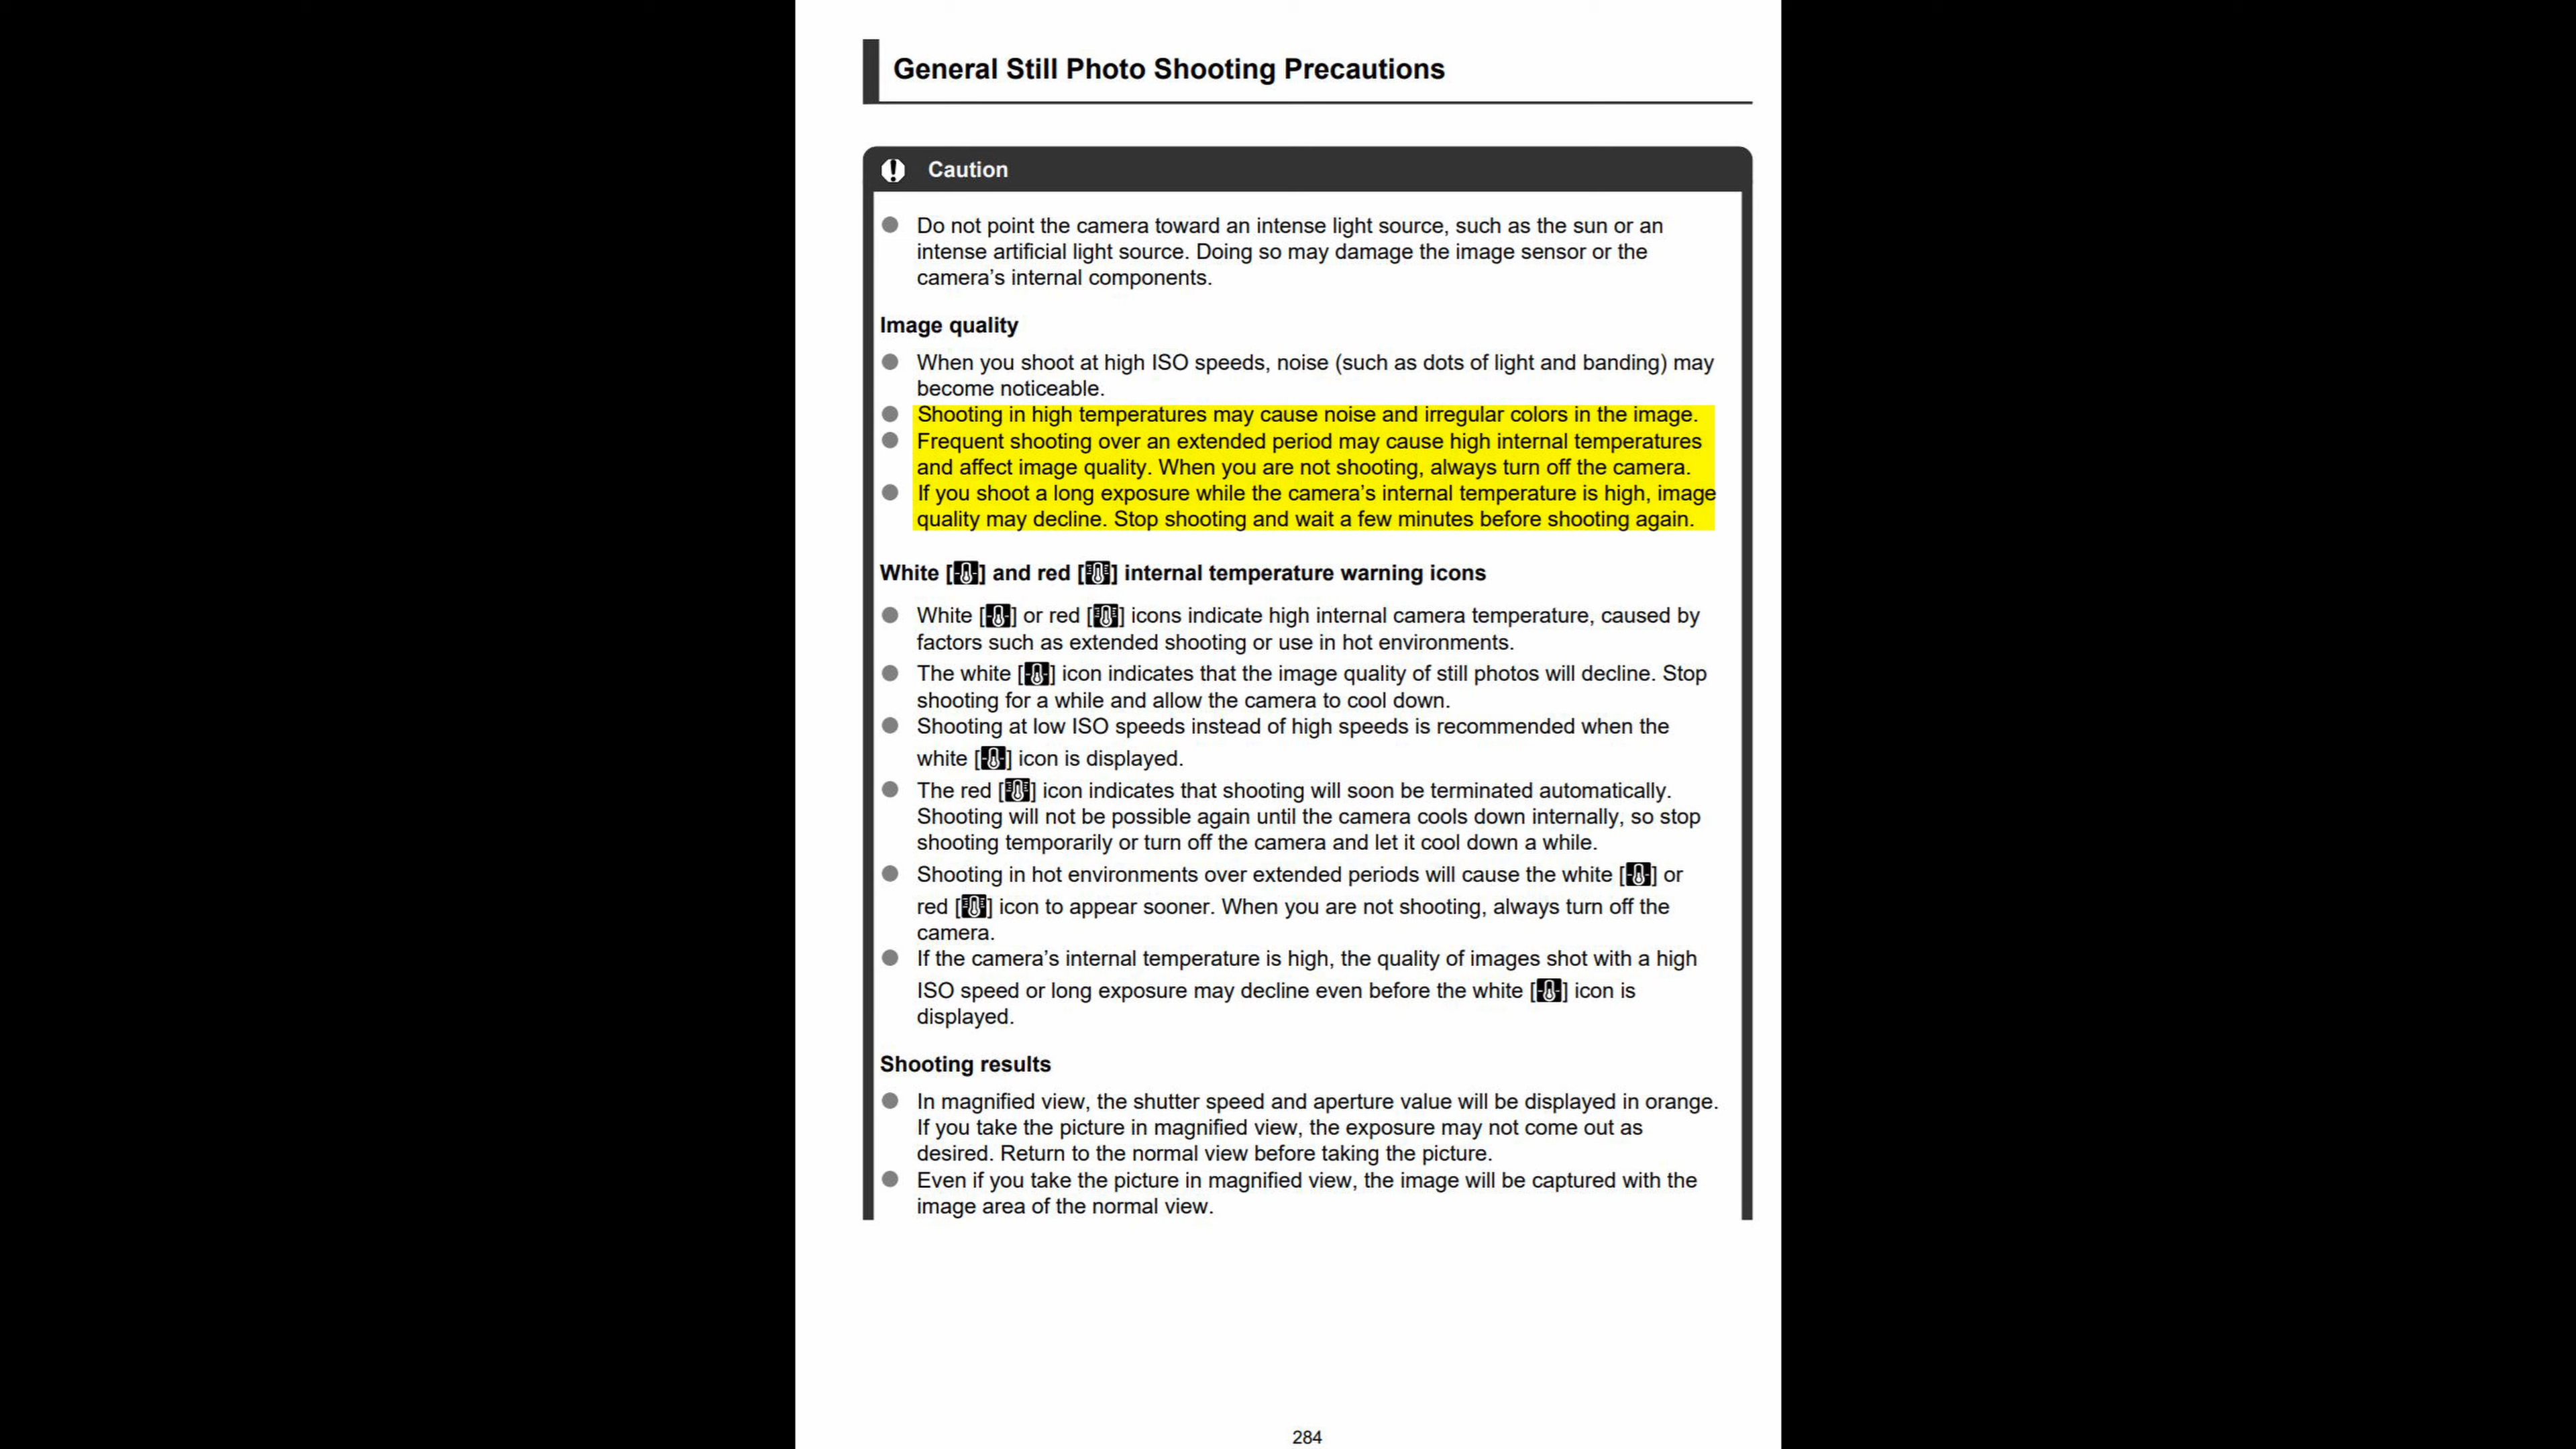 General Still Photo Shooting Precautions
Caution
● Do not point the camera toward an intense light source, such as the sun or an
intense artificial light source. Doing so may damage the image sensor or the
camera’s internal components.
Image quality
● When you shoot at high ISO speeds, noise (such as dots of light and banding) may
become noticeable.
● Shooting in high temperatures may cause noise and irregular colors in the image.
● Frequent shooting over an extended period may cause high internal temperatures
and affect image quality. When you are not shooting, always turn off the camera.
● If you shoot a long exposure while the camera’s internal temperature is high, image
quality may decline. Stop shooting and wait a few minutes before shooting again.
White [] and red [] internal temperature warning icons
● White [] or red [] icons indicate high internal camera temperature, caused by
factors such as extended shooting or use in hot environments.
● The white [] icon indicates that the image quality of still photos will decline. Stop
shooting for a while and allow the camera to cool down.
● Shooting at low ISO speeds instead of high speeds is recommended when the
white [] icon is displayed.
● The red [] icon indicates that shooting will soon be terminated automatically.
Shooting will not be possible again until the camera cools down internally, so stop
shooting temporarily or turn off the camera and let it cool down a while.
● Shooting in hot environments over extended periods will cause the white [] or
red [] icon to appear sooner. When you are not shooting, always turn off the
camera.
● If the camera’s internal temperature is high, the quality of images shot with a high
ISO speed or long exposure may decline even before the white [] icon is
displayed.
Shooting results
● In magnified view, the shutter speed and aperture value will be displayed in orange.
If you take the picture in magnified view, the exposure may not come out as
desired. Return to the normal view before taking the picture.
● Even if you take the picture in magnified view, the image will be captured with the
image area of the normal view.
284